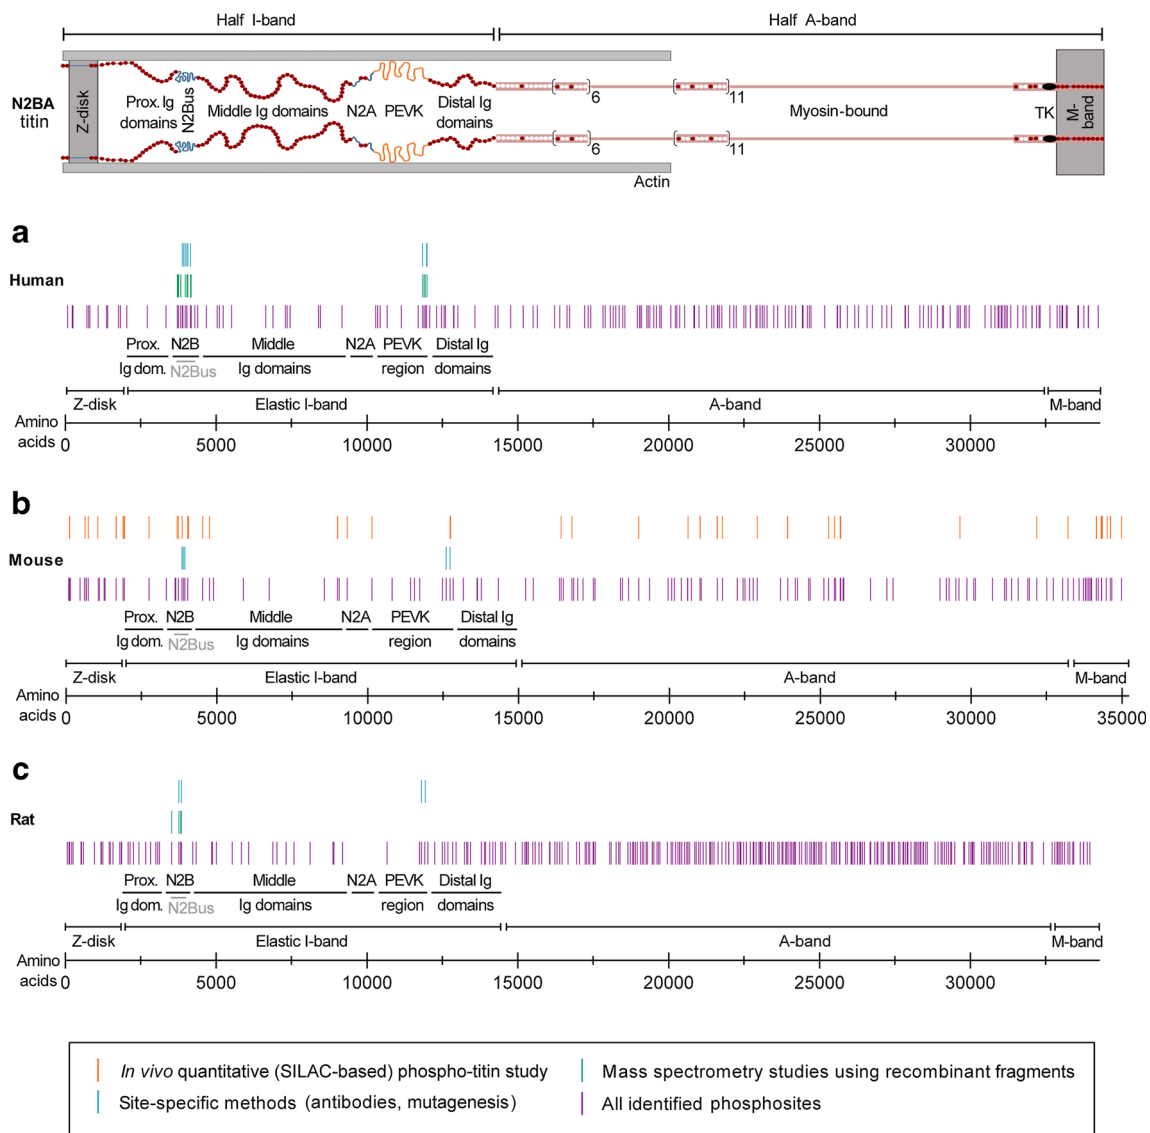 Half I-band Half A-band
N2BA titin
Z-disk
Prox. Ig domains
N2Bus
Middle Ig domains
N2A
PEVK
Distal Ig domains
6
11
Myosin-bound
TK
M-band
6
11
Actin
a
Human
Prox. N2B Middle N2A PEVK Distal Ig
Ig dom. N2Bus Ig domains region domains
Z-disk Elastic I-band A-band M-band
Amino acids
0 5000 10000 15000 20000 25000 30000
b
Mouse
Prox. N2B Middle N2A PEVK Distal Ig
Ig dom. N2Bus Ig domains region domains
Z-disk Elastic I-band A-band M-band
Amino acids
0 5000 10000 15000 20000 25000 30000 35000
c
Rat
Prox. N2B Middle N2A PEVK Distal Ig
Ig dom. N2Bus Ig domains region domains
Z-disk Elastic I-band A-band M-band
Amino acids
0 5000 10000 15000 20000 25000 30000
In vivo quantitative (SILAC-based) phospho-titin study
Site-specific methods (antibodies, mutagenesis)
Mass spectrometry studies using recombinant fragments
All identified phosphosites